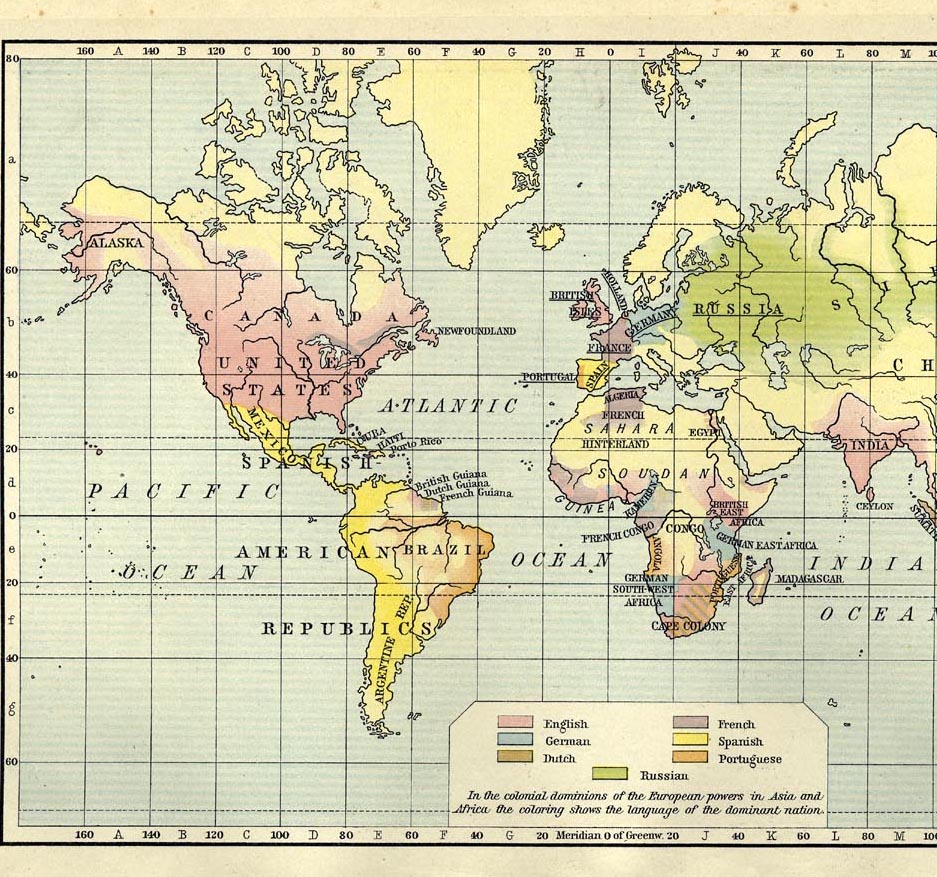 160 A 140 B 120 C 100 D 80 E 60 F 40 G 20 H 0 I 20 J 40 K 60 L 80 M 10
80
a
ALASKA
60
BRITISH
ISLES
HOLLAND
GERMANY
RUSSIA
S I
b
CANADA
NEWFOUNDLAND
FRANCE
UNITED
STATES
CH
40
PORTUGAL
SPAIN
ALGERIA
c
ATLANTIC
FRENCH
SAHARA
HINTERLAND
EGYPT
MEXICO
CUBA
HAITI
Porto Rico
INDIA
20
SPANISH-
d
PACIFIC
British Guiana
Dutch Guiana
French Guiana
SOUDAN
GUINEA
KAMERUN
BRITISH
EAST
AFRICA
CEYLON
SUMATR
0
FRENCH CONGO
CONGO
e
AMERICAN
BRAZIL
OCEAN
ANGOLA
GERMAN EAST AFRICA
INDIA
OCEAN
20
GERMAN
SOUTH-WEST
AFRICA
PORTUGUESE
EAST AFRICA
MADAGASCAR
OCEAN
f
REPUBLICS
ARGENTINE REP.
CAPE COLONY
40
g
60
English
French
German
Spanish
Dutch
Portuguese
Russian
In the colonial dominions of the European powers in Asia and
Africa the coloring shows the language of the dominant nation.
160 A 140 B 120 C 100 D 80 E 60 F 40 G 20 Meridian 0 of Greenw. 20 J 40 K 60 L 80 M 100